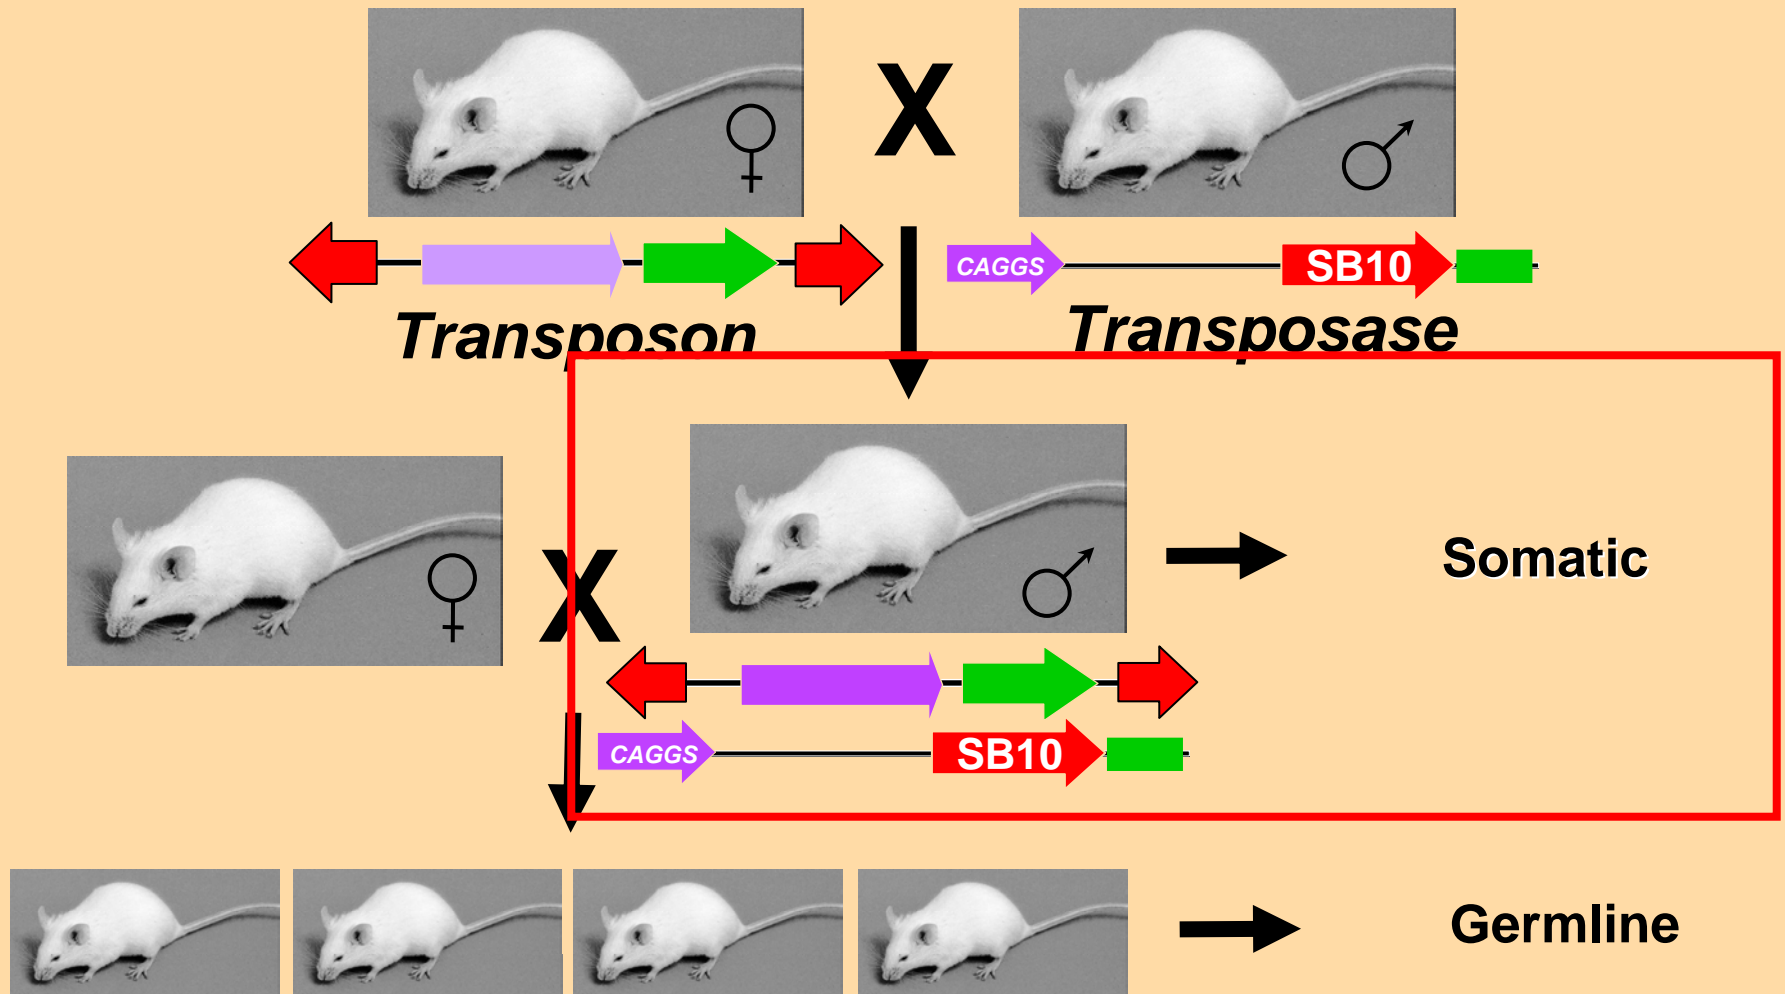 X
CAGGS
SB10
Transposon
Transposase
Somatic
X
CAGGS
SB10
Germline